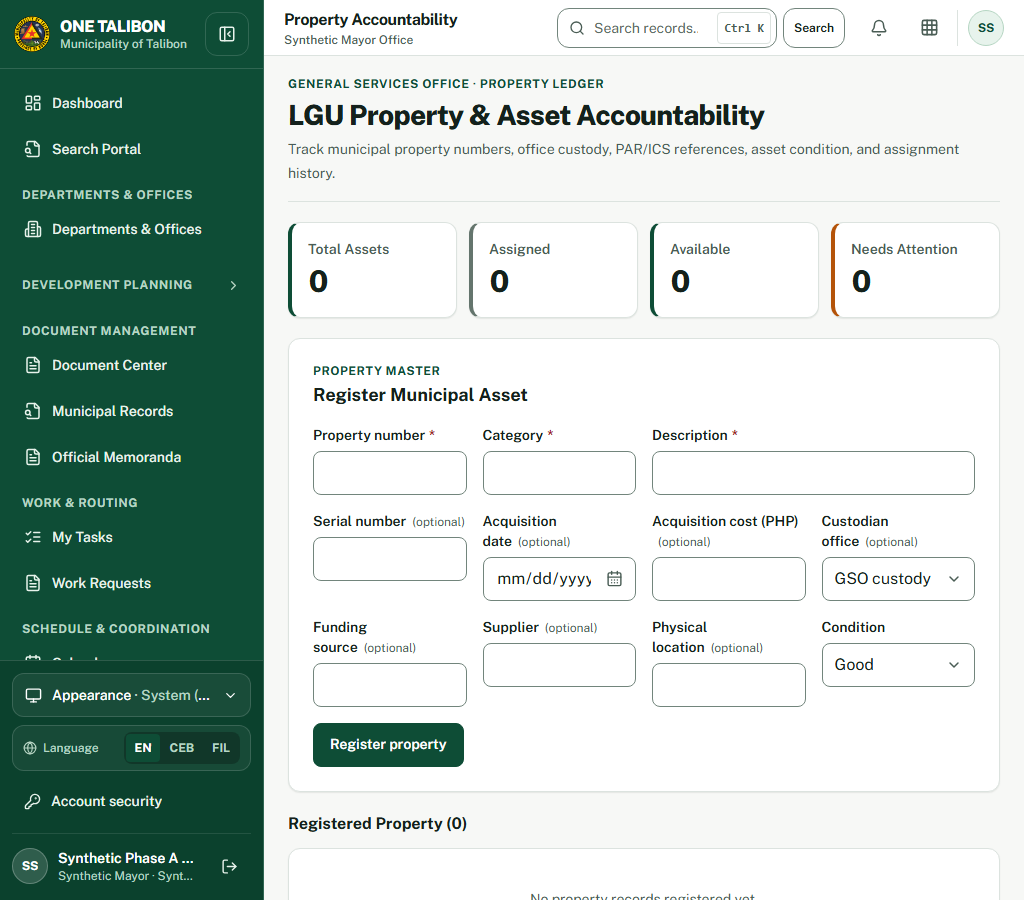 ONE TALIBON
Municipality of Talibon
Dashboard
Search Portal
DEPARTMENTS & OFFICES
Departments & Offices
DEVELOPMENT PLANNING
DOCUMENT MANAGEMENT
Document Center
Municipal Records
Official Memoranda
WORK & ROUTING
My Tasks
Work Requests
SCHEDULE & COORDINATION
Appearance · System (...
Language EN CEB FIL
Account security
SS
Synthetic Phase A ...
Synthetic Mayor · Synt...
Property Accountability
Synthetic Mayor Office
Search records.. Ctrl K Search SS
GENERAL SERVICES OFFICE · PROPERTY LEDGER
LGU Property & Asset Accountability
Track municipal property numbers, office custody, PAR/ICS references, asset condition, and assignment
history.
Total Assets
0
Assigned
0
Available
0
Needs Attention
0
PROPERTY MASTER
Register Municipal Asset
Property number *
Category *
Description *
Serial number (optional)
Acquisition
date (optional)
mm/dd/yyyy
Acquisition cost (PHP)
(optional)
Custodian
office (optional)
GSO custody
Funding
source (optional)
Supplier (optional)
Physical
location (optional)
Condition
Good
Register property
Registered Property (0)
No property records registered yet